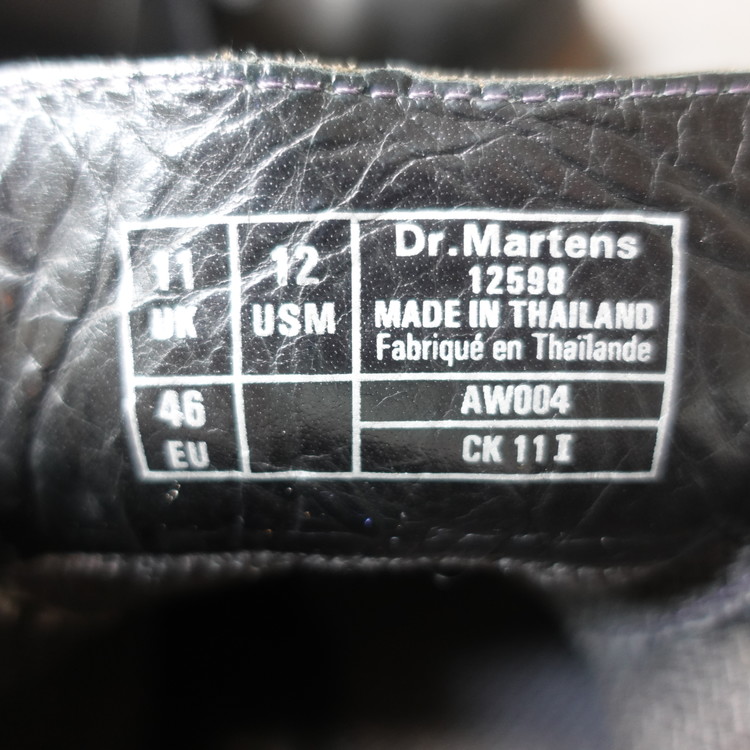 11
UK
12
USM
Dr.Martens
12598
MADE IN THAILAND
Fabriqué en Thaïlande
46
EU
AW004
CK 11 I